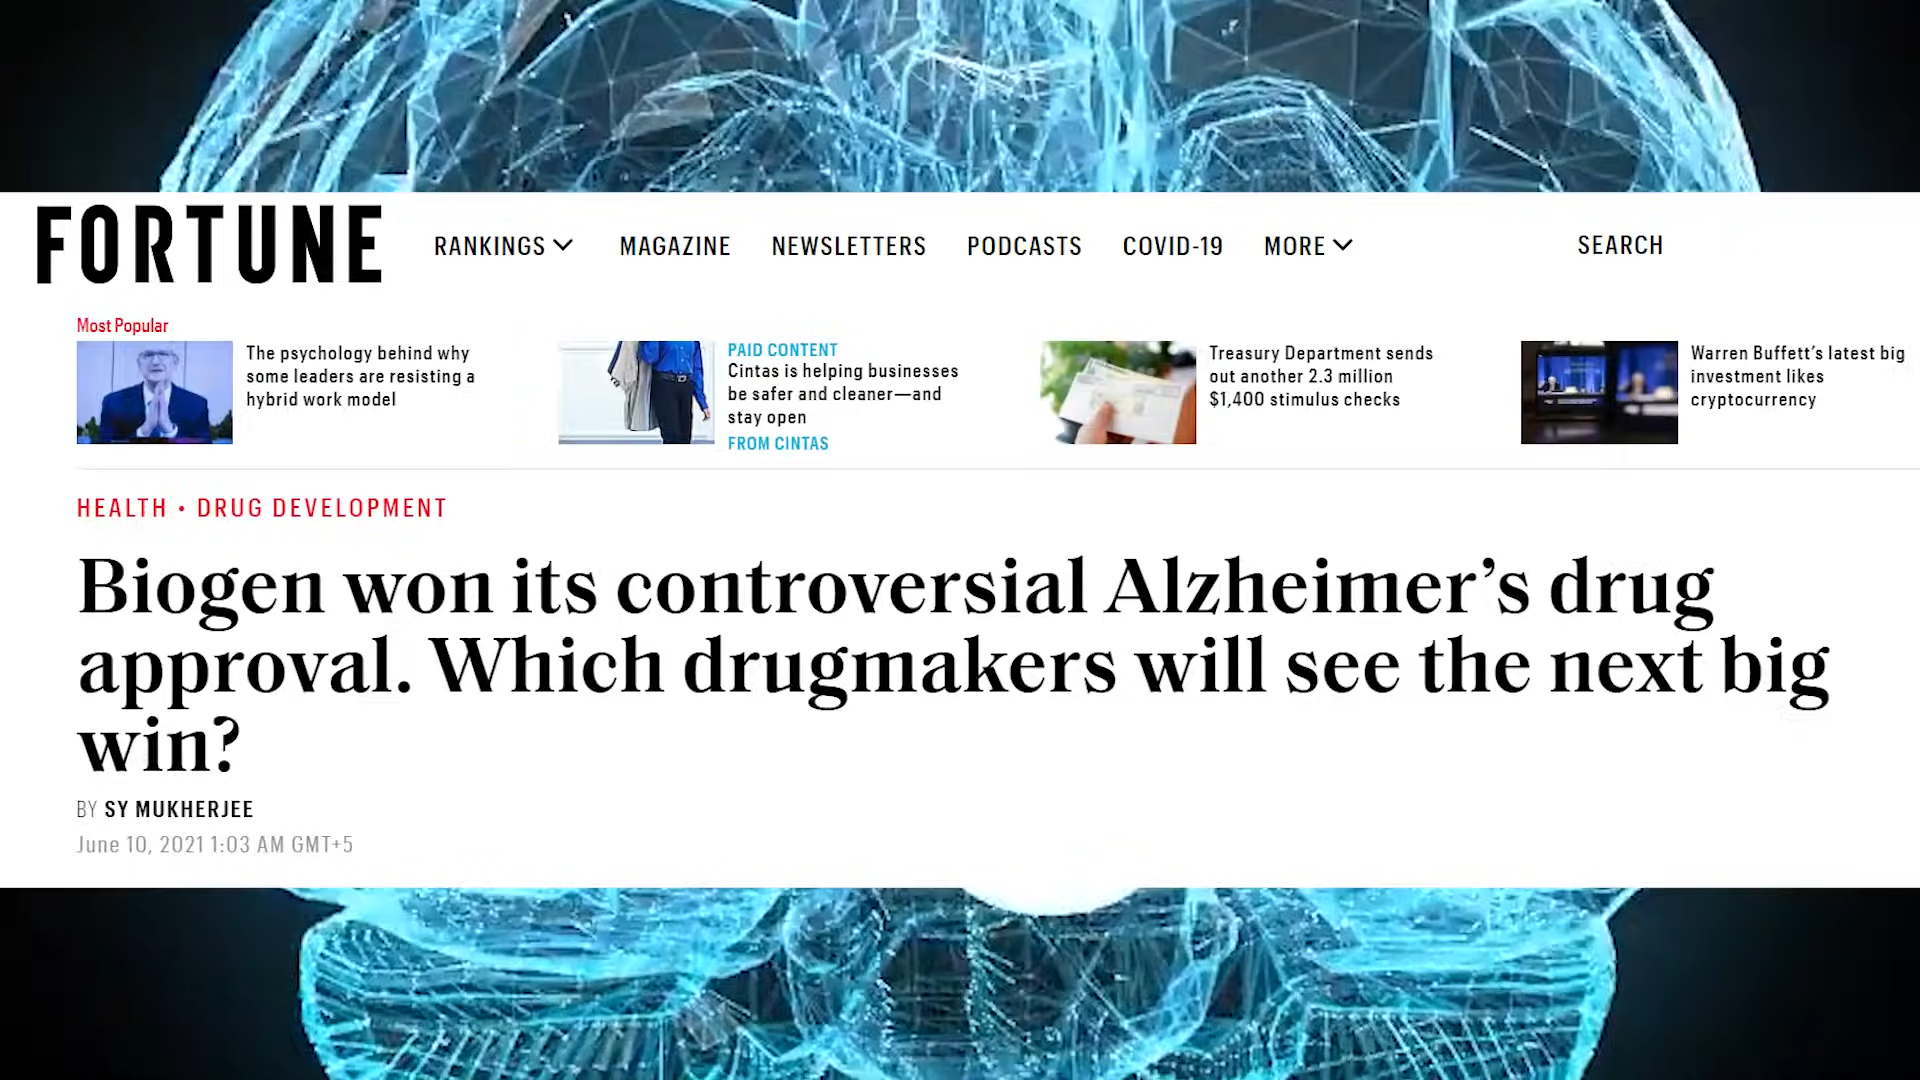 FORTUNE
RANKINGS MAGAZINE NEWSLETTERS PODCASTS COVID-19 MORE SEARCH
Most Popular
The psychology behind why
some leaders are resisting a
hybrid work model
PAID CONTENT
Cintas is helping businesses
be safer and cleaner—and
stay open
FROM CINTAS
Treasury Department sends
out another 2.3 million
$1,400 stimulus checks
Warren Buffett’s latest big
investment likes
cryptocurrency
HEALTH • DRUG DEVELOPMENT
Biogen won its controversial Alzheimer’s drug
approval. Which drugmakers will see the next big
win?
BY SY MUKHERJEE
June 10, 2021 1:03 AM GMT+5